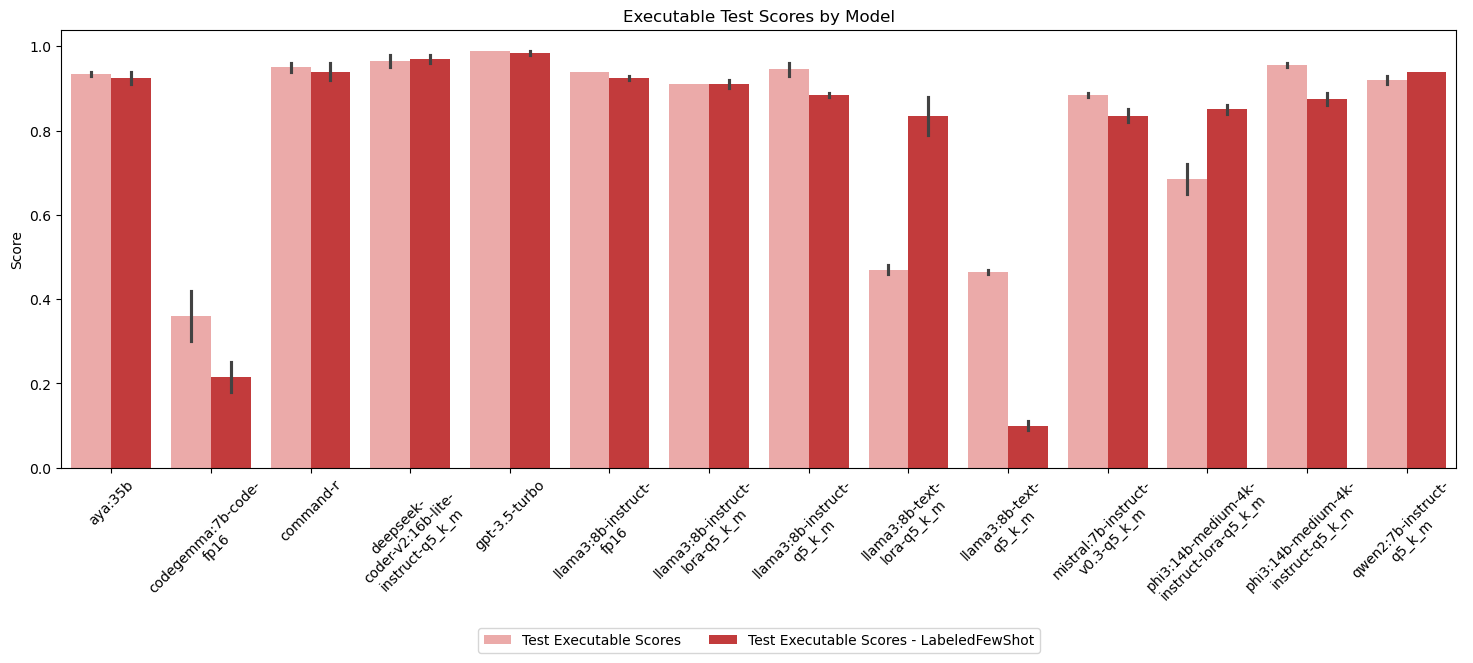 Executable Test Scores by Model
Score
1.0
0.8
0.6
0.4
0.2
0.0
aya:35b
codegemma:7b-code-
fp16
command-r
deepseek-
coder-v2:16b-lite-
instruct-q5_k_m
gpt-3.5-turbo
llama3:8b-instruct-
fp16
llama3:8b-instruct-
lora-q5_k_m
llama3:8b-instruct-
q5_k_m
llama3:8b-text-
lora-q5_k_m
llama3:8b-text-
q5_k_m
mistral:7b-instruct-
v0.3-q5_k_m
phi3:14b-medium-4k-
instruct-lora-q5_k_m
phi3:14b-medium-4k-
instruct-q5_k_m
qwen2:7b-instruct-
q5_k_m
Test Executable Scores
Test Executable Scores - LabeledFewShot